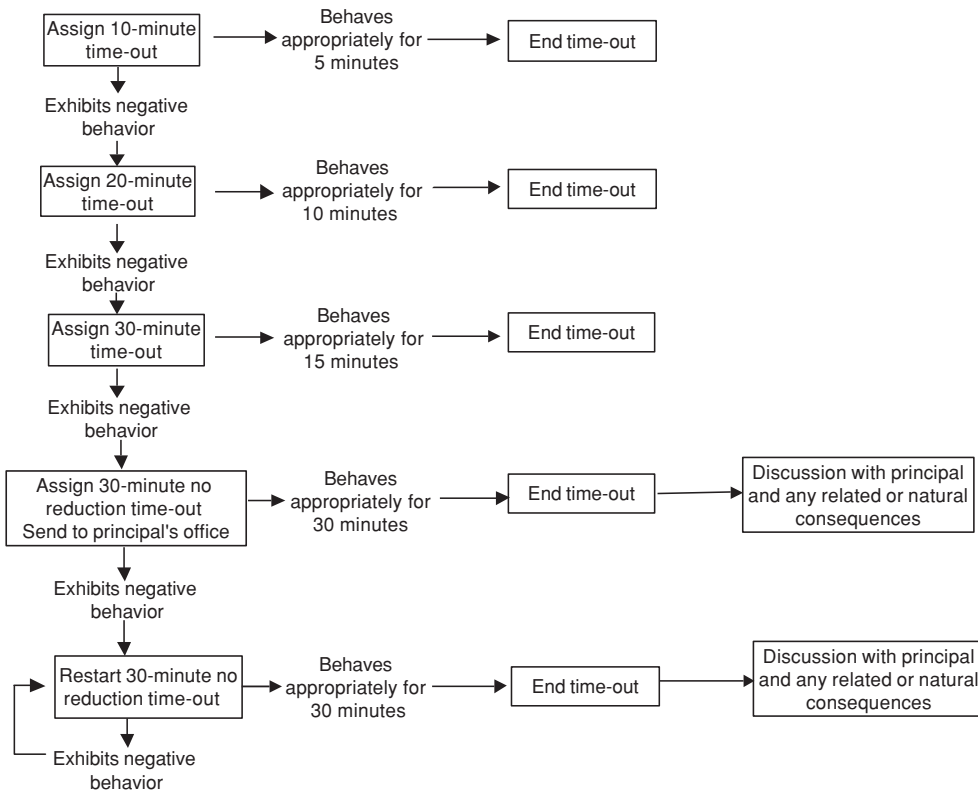 Assign 10-minute
time-out
Behaves
appropriately for
5 minutes
End time-out
Exhibits negative
behavior
Assign 20-minute
time-out
Behaves
appropriately for
10 minutes
End time-out
Exhibits negative
behavior
Assign 30-minute
time-out
Behaves
appropriately for
15 minutes
End time-out
Exhibits negative
behavior
Assign 30-minute no
reduction time-out
Send to principal's office
Behaves
appropriately for
30 minutes
End time-out
Discussion with principal
and any related or natural
consequences
Exhibits negative
behavior
Restart 30-minute no
reduction time-out
Behaves
appropriately for
30 minutes
End time-out
Discussion with principal
and any related or natural
consequences
Exhibits negative
behavior